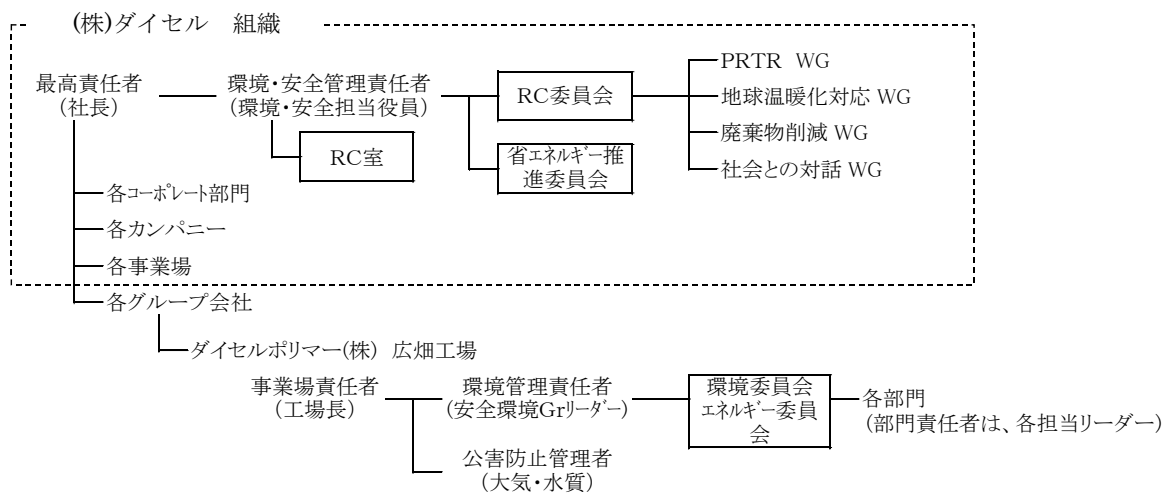 (株)ダイセル　組織
最高責任者
(社長)
環境・安全管理責任者
(環境・安全担当役員)
RC委員会
PRTR WG
地球温暖化対応 WG
廃棄物削減 WG
社会との対話 WG
RC室
省エネルギー推
進委員会
各コーポレート部門
各カンパニー
各事業場
各グループ会社
ダイセルポリマー(株) 広畑工場
事業場責任者
(工場長)
環境管理責任者
(安全環境Grリーダー)
環境委員会
エネルギー委員
会
各部門
(部門責任者は、各担当リーダー)
公害防止管理者
(大気・水質)